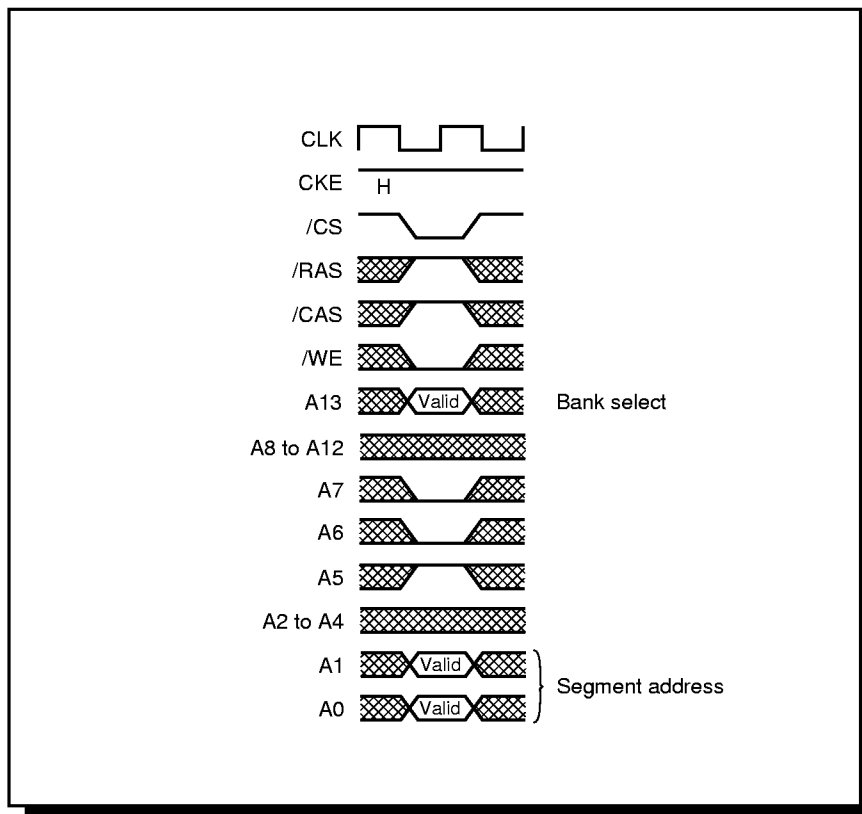 CLK
CKE H
/CS
/RAS
/CAS
/WE
A13 Valid Bank select
A8 to A12
A7
A6
A5
A2 to A4
A1 Valid
Segment address
A0 Valid